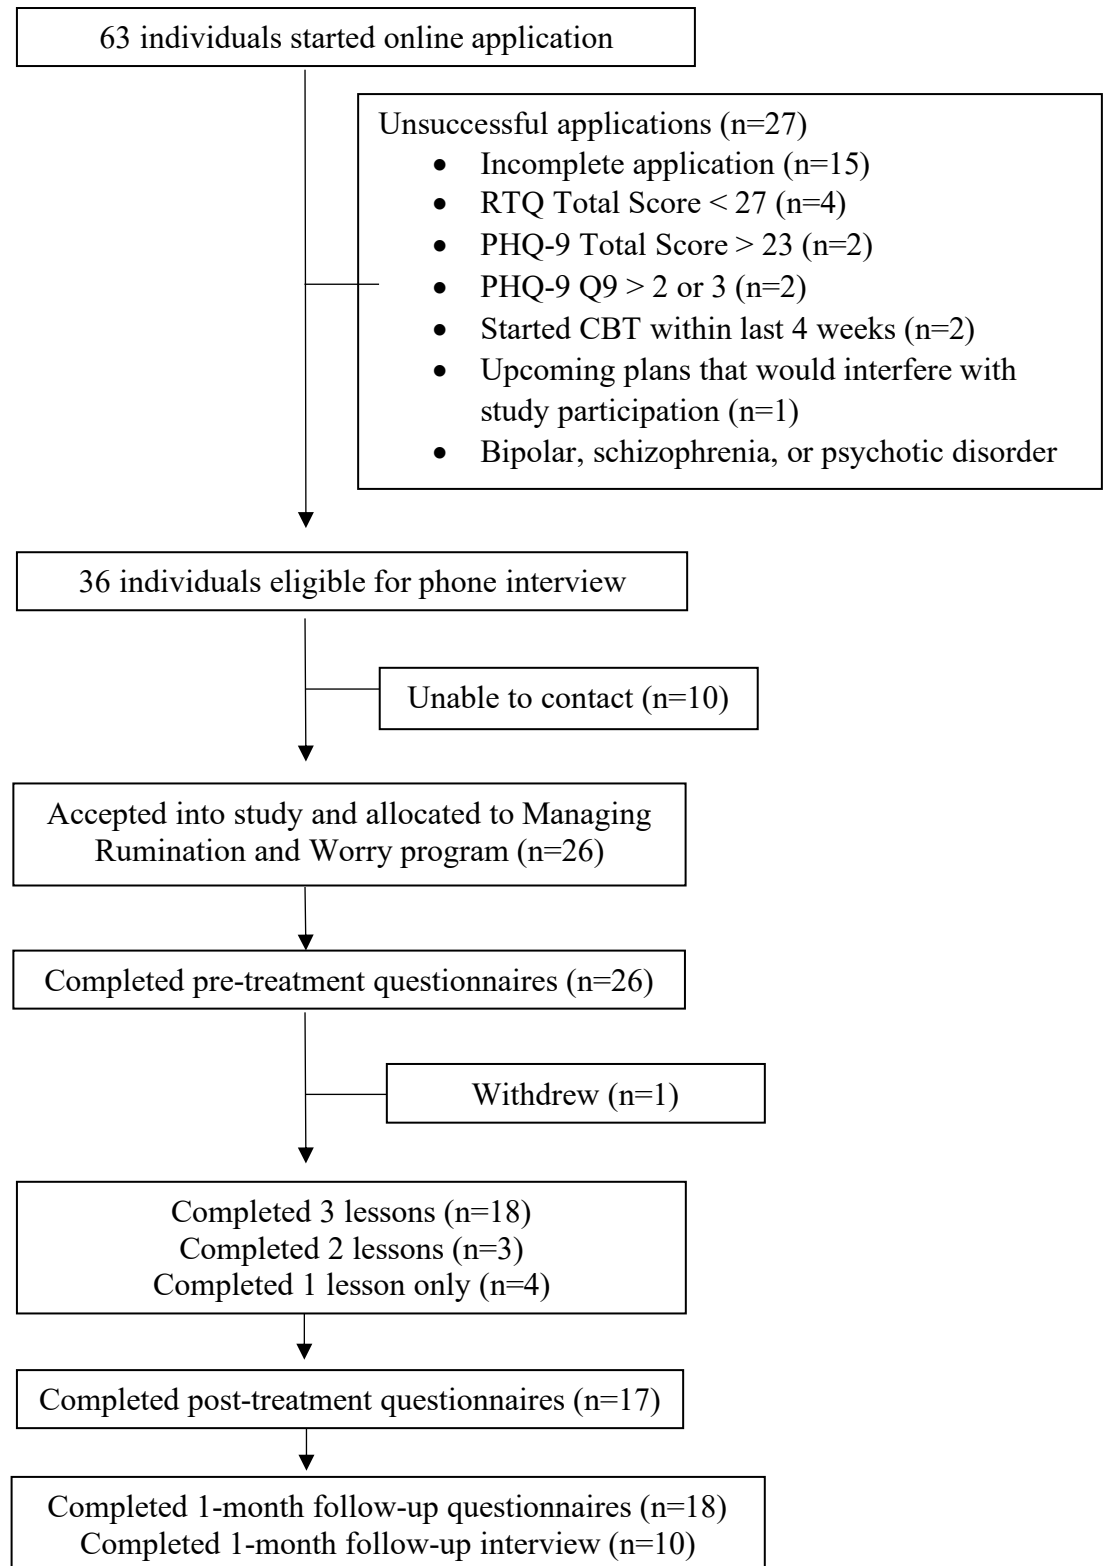 63 individuals started online application
Unsuccessful applications (n=27)
• Incomplete application (n=15)
• RTQ Total Score < 27 (n=4)
• PHQ-9 Total Score > 23 (n=2)
• PHQ-9 Q9 > 2 or 3 (n=2)
• Started CBT within last 4 weeks (n=2)
• Upcoming plans that would interfere with
study participation (n=1)
• Bipolar, schizophrenia, or psychotic disorder
36 individuals eligible for phone interview
Unable to contact (n=10)
Accepted into study and allocated to Managing
Rumination and Worry program (n=26)
Completed pre-treatment questionnaires (n=26)
Withdrew (n=1)
Completed 3 lessons (n=18)
Completed 2 lessons (n=3)
Completed 1 lesson only (n=4)
Completed post-treatment questionnaires (n=17)
Completed 1-month follow-up questionnaires (n=18)
Completed 1-month follow-up interview (n=10)